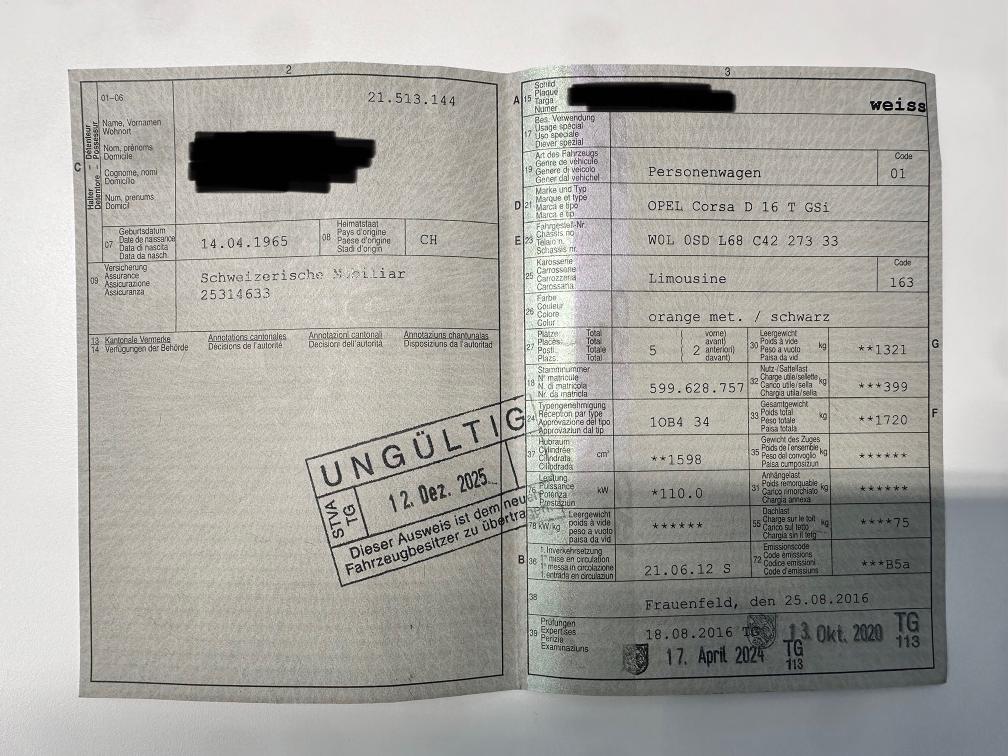 2
01–06
21.513.144
C
Halter – Détenteur
Détentur – Possessur
Name, Vornamen
Wohnort
Nom, prénoms
Domicile
Cognome, nomi
Domicilio
Num, prenums
Domicil
07
Geburtsdatum
Date de naissance
Data di nascita
Data da nasch.
14.04.1965
08
Heimatstaat
Pays d'origine
Paese d'origine
Stadi d'origin
CH
09
Versicherung
Assurance
Assicurazione
Assicuranza
Schweizerische Mobiliar
25314633
13
14
Kantonale Vermerke
Verfügungen der Behörde
Annotations cantonales
Décisions de l'autorité
Annotazioni cantonali
Decisioni dell'autorità
Annotaziuns chantunalas
Disposiziuns da l'autoritad
UNGÜLTIG
STVA
TG
12. Dez. 2025
Dieser Ausweis ist dem neuen
Fahrzeugbesitzer zu übertra
3
A
15
Schild
Plaque
Targa
Numer
weiss
17
Bes. Verwendung
Usage spécial
Uso speciale
Diever spezial
19
Art des Fahrzeugs
Genre de véhicule
Genere di veicolo
Gener dal vehichel
Personenwagen
Code
01
D
21
Marke und Typ
Marque et type
Marca e tipo
Marca e tip
OPEL Corsa D 16 T GSi
E
23
Fahrgestell-Nr.
Châssis no
Telaio n.
Schassis nr.
W0L 0SD L68 C42 273 33
25
Karosserie
Carrosserie
Carrozzeria
Carossaria
Limousine
Code
163
26
Farbe
Couleur
Colore
Colur
orange met. / schwarz
27
Plätze
Places
Posti
Plazs
Total
Total
Totale
Total
5
( 2
vorne)
avant)
anteriori)
davant)
30
Leergewicht
Poids à vide
Peso a vuoto
Paisa da vid
kg
**1321
G
18
Stammnummer
N° matricule
N. di matricola
Nr. da matricla
599.628.757
32
Nutz-/Sattellast
Charge utile/sellette
Carico utile/sella
Chargia utila/sella
kg
***399
24
Typengenehmigung
Réception par type
Approvazione del tipo
Approvaziun dal tip
1OB4 34
33
Gesamtgewicht
Poids total
Peso totale
Paisa totala
kg
**1720
F
37
Hubraum
Cylindrée
Cilindrata
Cilindrada
cm³
**1598
35
Gewicht des Zuges
Poids de l'ensemble
Peso del convoglio
Paisa cumposiziun
kg
******
76
Leistung
Puissance
Potenza
Prestaziun
kW
*110.0
31
Anhängelast
Poids remorquable
Carico rimorchiato
Chargia annexa
kg
******
78 kW/kg
Leergewicht
poids à vide
peso a vuoto
paisa da vid
******
55
Dachlast
Charge sur le toit
Carico sul tetto
Chargia sin il tetg
kg
****75
B
36
1. Inverkehrsetzung
1re mise en circulation
1a messa in circolazione
1. entrada en circulaziun
21.06.12 S
72
Emissionscode
Code émissions
Codice emissioni
Code d'emissiuns
***B5a
38
Frauenfeld, den 25.08.2016
39
Prüfungen
Expertises
Perizie
Examinaziuns
18.08.2016 TG
13. Okt. 2020
TG
113
17. April 2024
TG
113